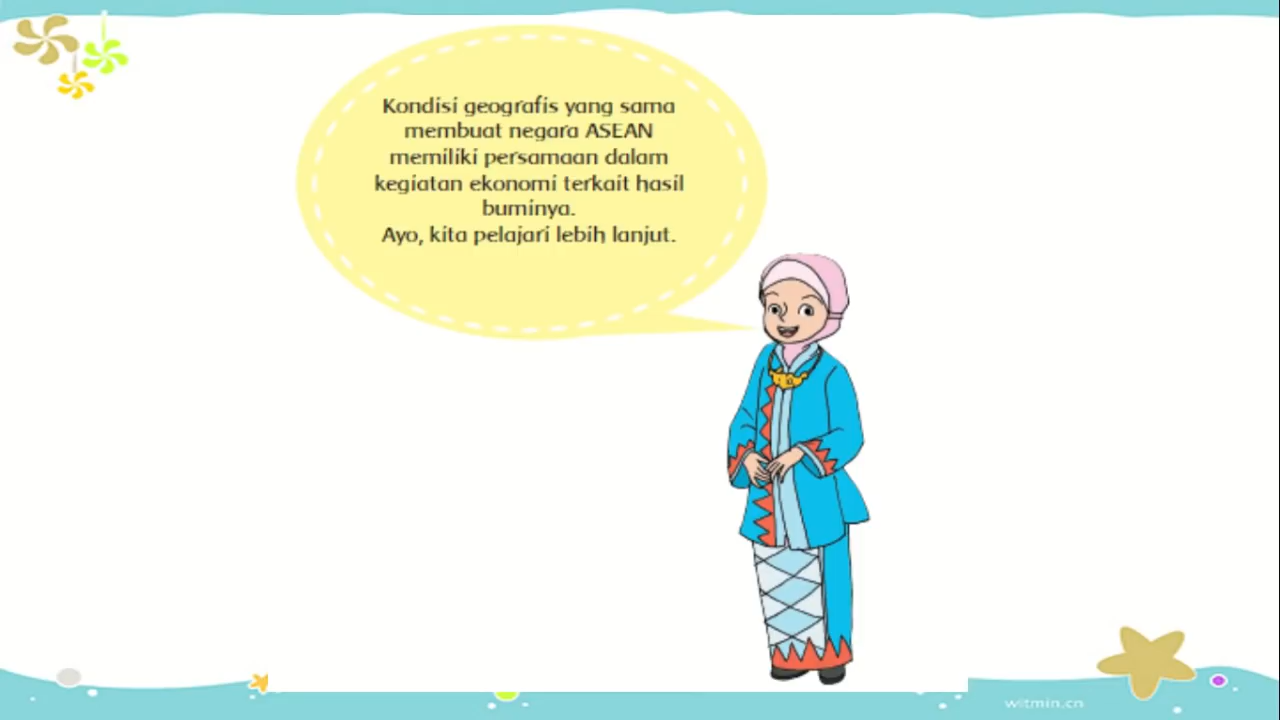 Kondisi geografis yang sama
membuat negara ASEAN
memiliki persamaan dalam
kegiatan ekonomi terkait hasil
buminya.
Ayo, kita pelajari lebih lanjut.
witmin.cn